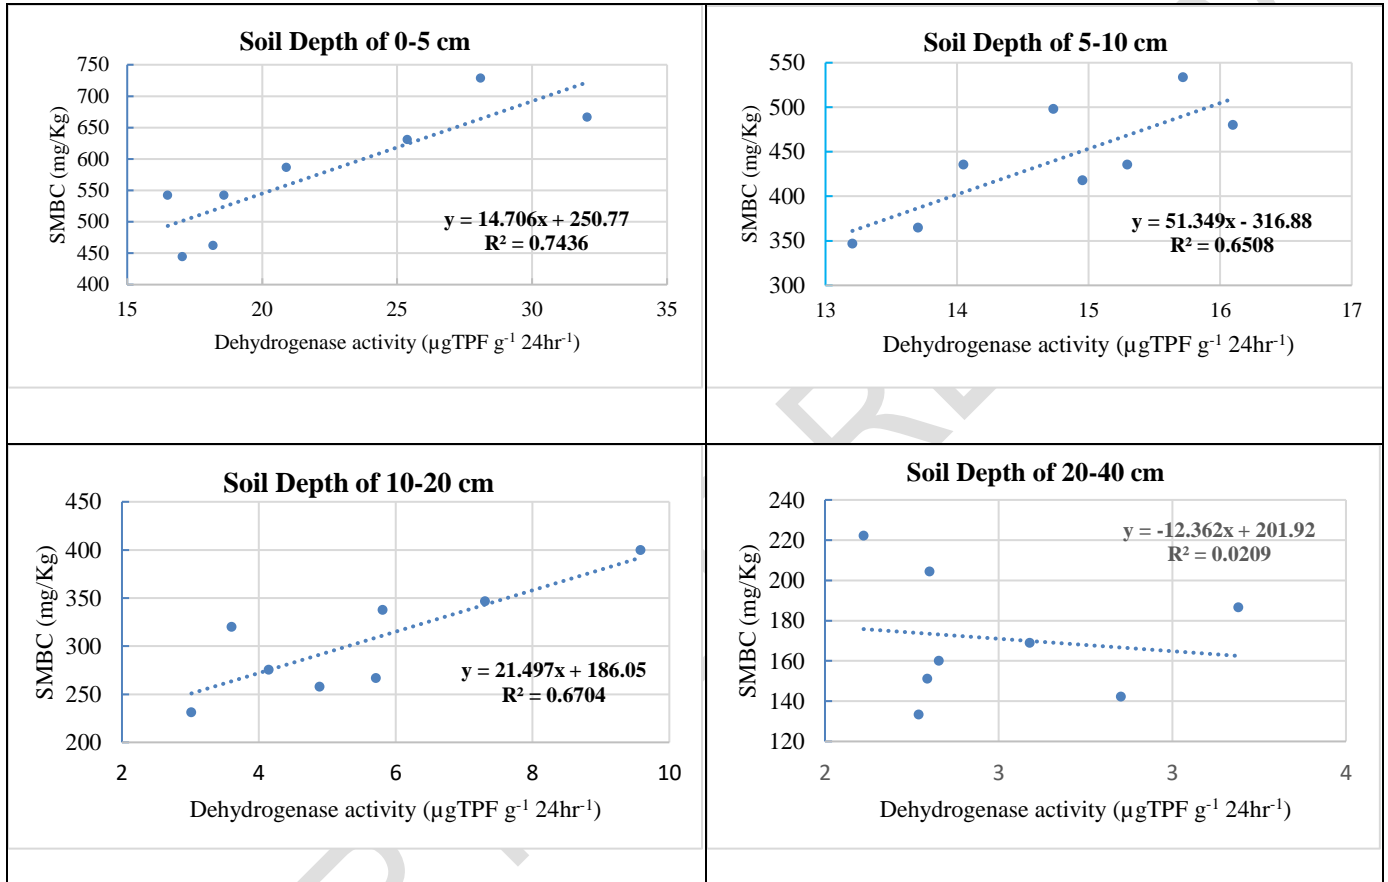 Soil Depth of 0-5 cm
750
700
650
600
550
500
450
400
SMBC (mg/Kg)
y = 14.706x + 250.77
R² = 0.7436
15 20 25 30 35
Dehydrogenase activity (µgTPF g⁻¹ 24hr⁻¹)
Soil Depth of 5-10 cm
550
500
450
400
350
300
SMBC (mg/Kg)
y = 51.349x - 316.88
R² = 0.6508
13 14 15 16 17
Dehydrogenase activity (µgTPF g⁻¹ 24hr⁻¹)
Soil Depth of 10-20 cm
450
400
350
300
250
200
SMBC (mg/Kg)
y = 21.497x + 186.05
R² = 0.6704
2 4 6 8 10
Dehydrogenase activity (µgTPF g⁻¹ 24hr⁻¹)
Soil Depth of 20-40 cm
240
220
200
180
160
140
120
SMBC (mg/Kg)
y = -12.362x + 201.92
R² = 0.0209
2 3 3 4
Dehydrogenase activity (µgTPF g⁻¹ 24hr⁻¹)